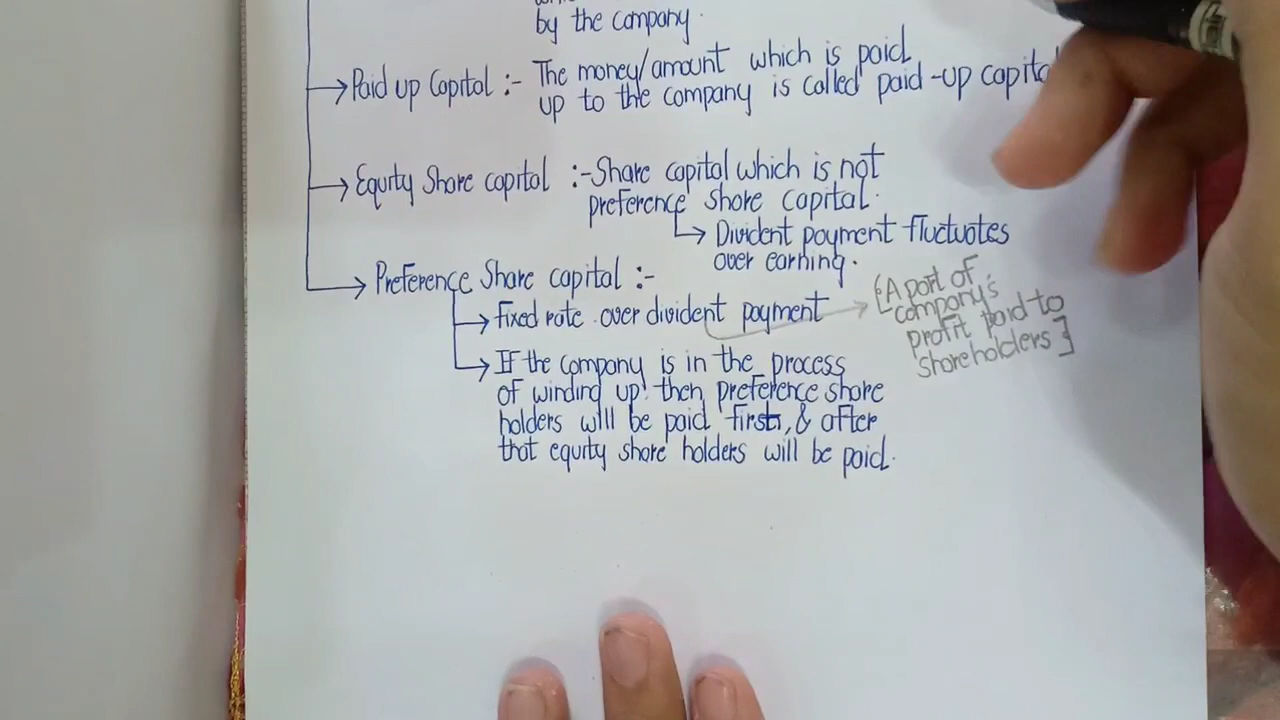 by the company.
→ Paid up Capital :- The money/amount which is paid
up to the company is called paid-up capital
→ Equity Share capital :- Share capital which is not
preference share capital.
→ Divident payment fluctuates
over earning.
→ Preference Share capital :-
→ fixed rate over divident payment → [A part of
company's
profit paid to
shareholders]
→ If the company is in the process
of winding up then preference share
holders will be paid first, & after
that equity share holders will be paid.